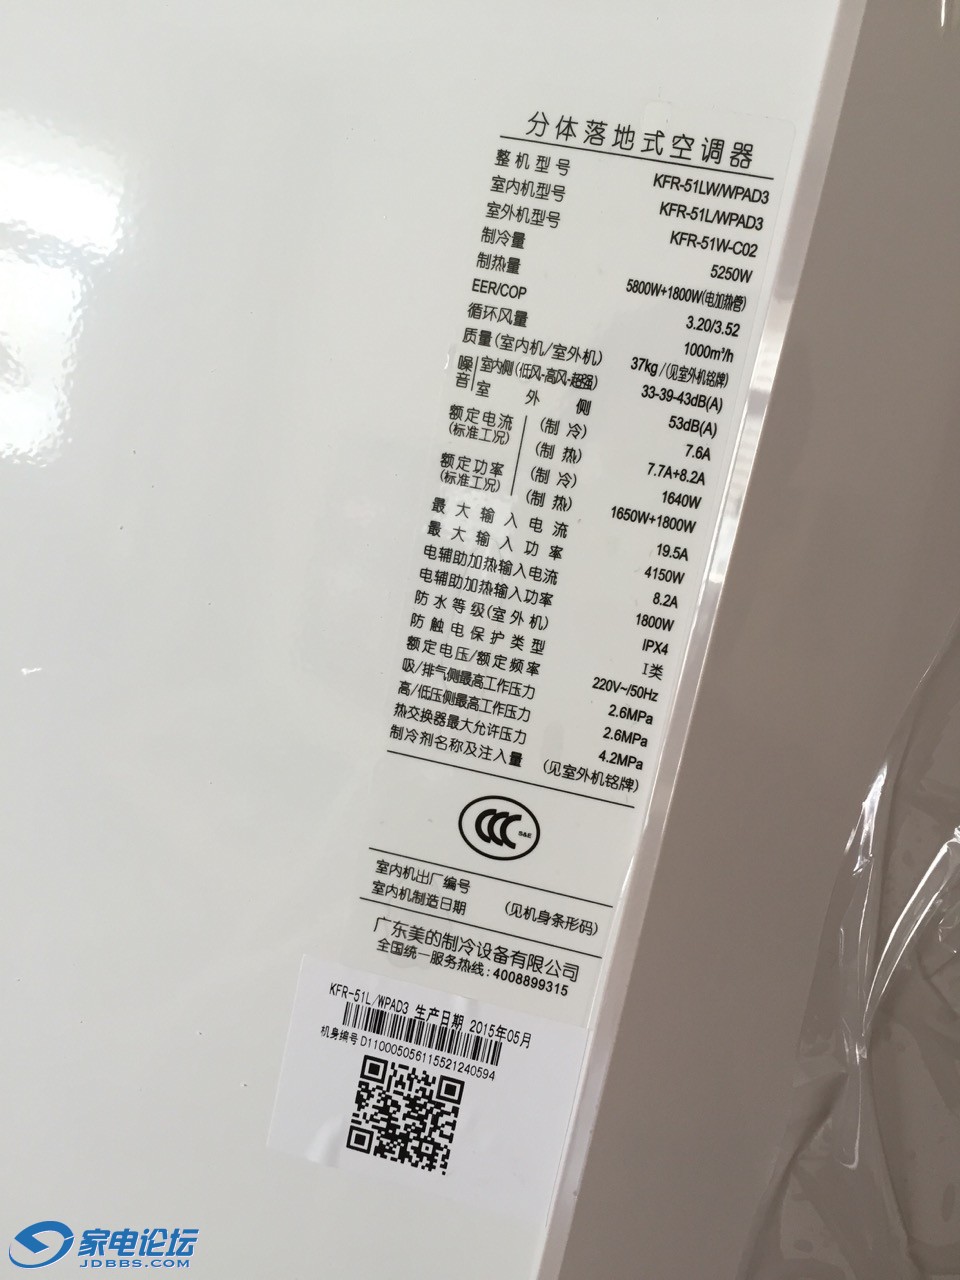 分体落地式空调器
整机型号 KFR-51LW/WPAD3
室内机型号 KFR-51L/WPAD3
室外机型号 KFR-51W-C02
制冷量 5250W
制热量 5800W+1800W(电加热管)
EER/COP 3.20/3.52
循环风量 1000m³/h
质量(室内机/室外机) 37kg/(见室外机铭牌)
噪音 室内侧(低风-高风-超强) 33-39-43dB(A)
室外侧 53dB(A)
额定电流(标准工况) (制冷) 7.6A
(制热) 7.7A+8.2A
额定功率(标准工况) (制冷) 1640W
(制热) 1650W+1800W
最大输入电流 19.5A
最大输入功率 4150W
电辅助加热输入电流 8.2A
电辅助加热输入功率 1800W
防水等级(室外机) IPX4
防触电保护类型 I类
额定电压/额定频率 220V~/50Hz
吸/排气侧最高工作压力 2.6MPa
高/低压侧最高工作压力 2.6MPa
热交换器最大允许压力 4.2MPa
制冷剂名称及注入量 (见室外机铭牌)
CCC S&E
室内机出厂编号
室内机制造日期 (见机身条形码)
广东美的制冷设备有限公司
全国统一服务热线:4008899315
KFR-51L/WPAD3 生产日期 2015年05月
机身编号 D110005056115521240594
家电论坛
JDBBS.COM